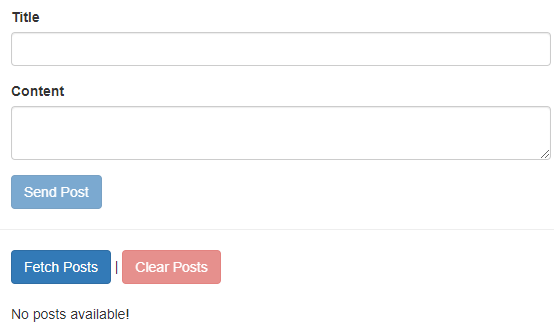 Title
Content
Send Post
Fetch Posts | Clear Posts
No posts available!